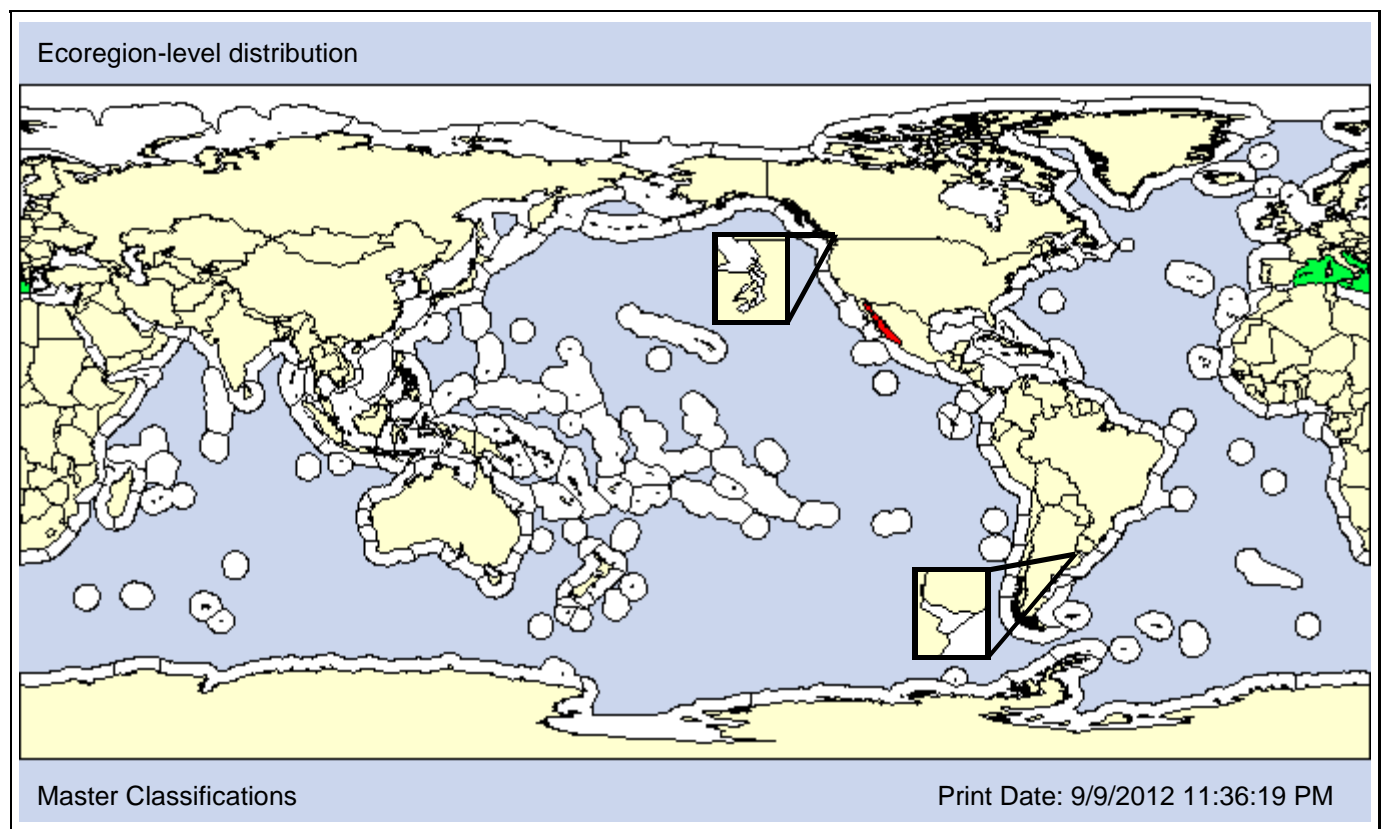 Ecoregion-level distribution
Master Classifications
Print Date: 9/9/2012 11:36:19 PM